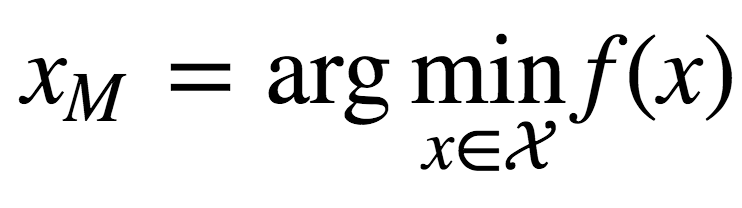 x_M = arg min_{x∈𝒳} f(x)